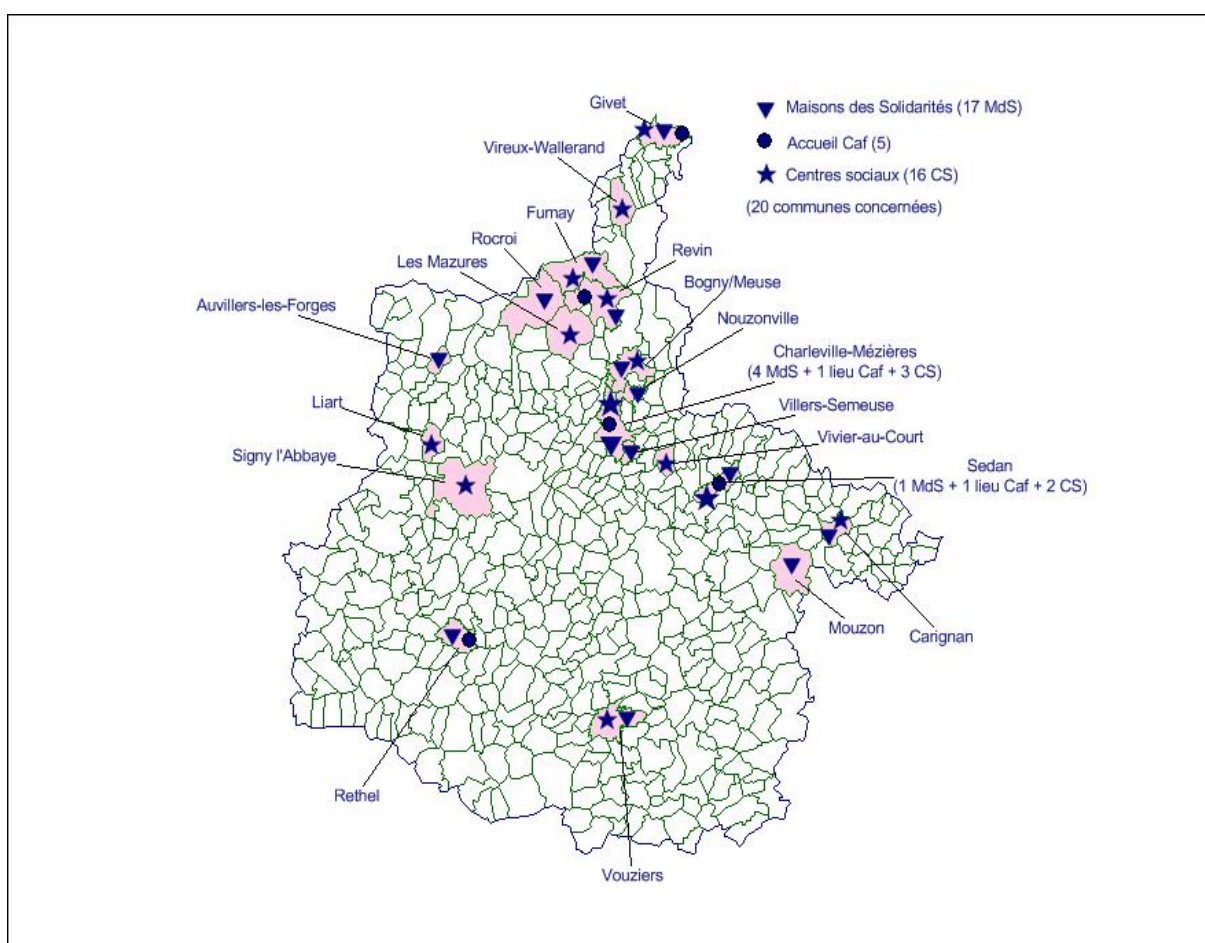 Givet
Maisons des Solidarités (17 MdS)
Accueil Caf (5)
Vireux-Wallerand
Centres sociaux (16 CS)
(20 communes concernées)
Fumay
Rocroi
Revin
Les Mazures
Bogny/Meuse
Auvillers-les-Forges
Nouzonville
Charleville-Mézières
(4 MdS + 1 lieu Caf + 3 CS)
Liart
Villers-Semeuse
Vivier-au-Court
Signy l'Abbaye
Sedan
(1 MdS + 1 lieu Caf + 2 CS)
Mouzon
Carignan
Rethel
Vouziers